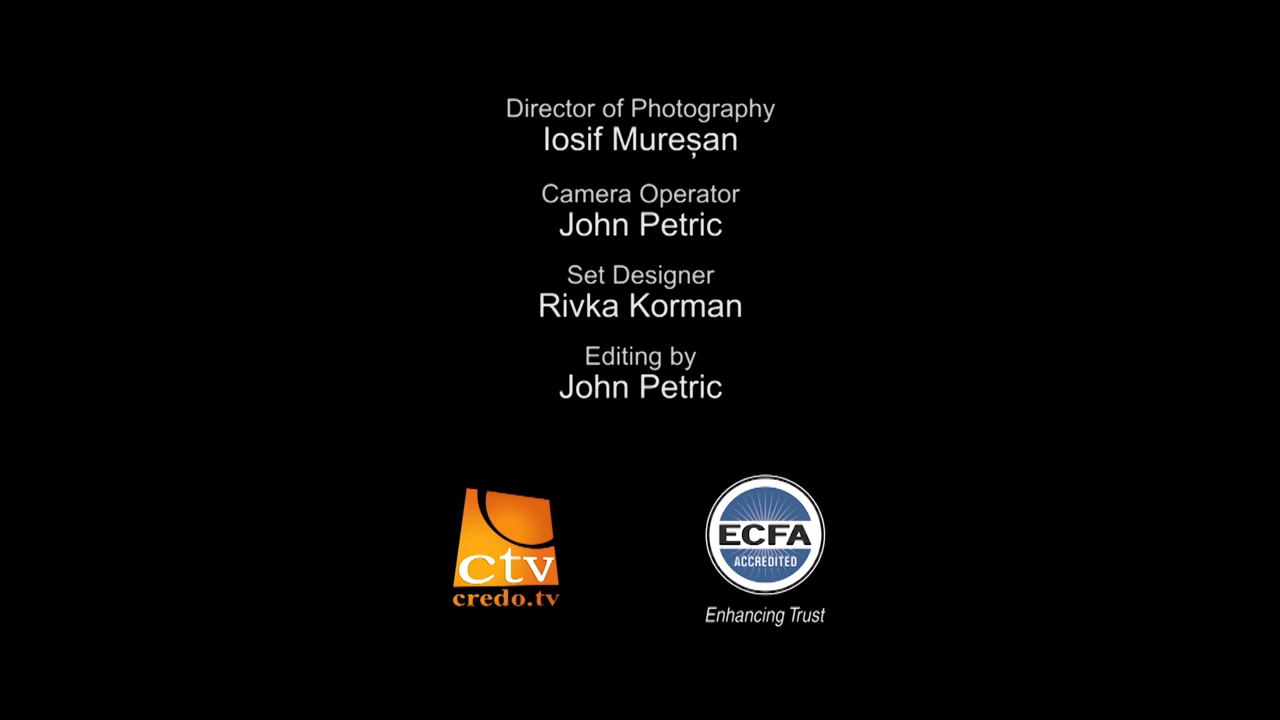 Director of Photography
Iosif Mureșan
Camera Operator
John Petric
Set Designer
Rivka Korman
Editing by
John Petric
ctv
credo.tv
ECFA
ACCREDITED
Enhancing Trust